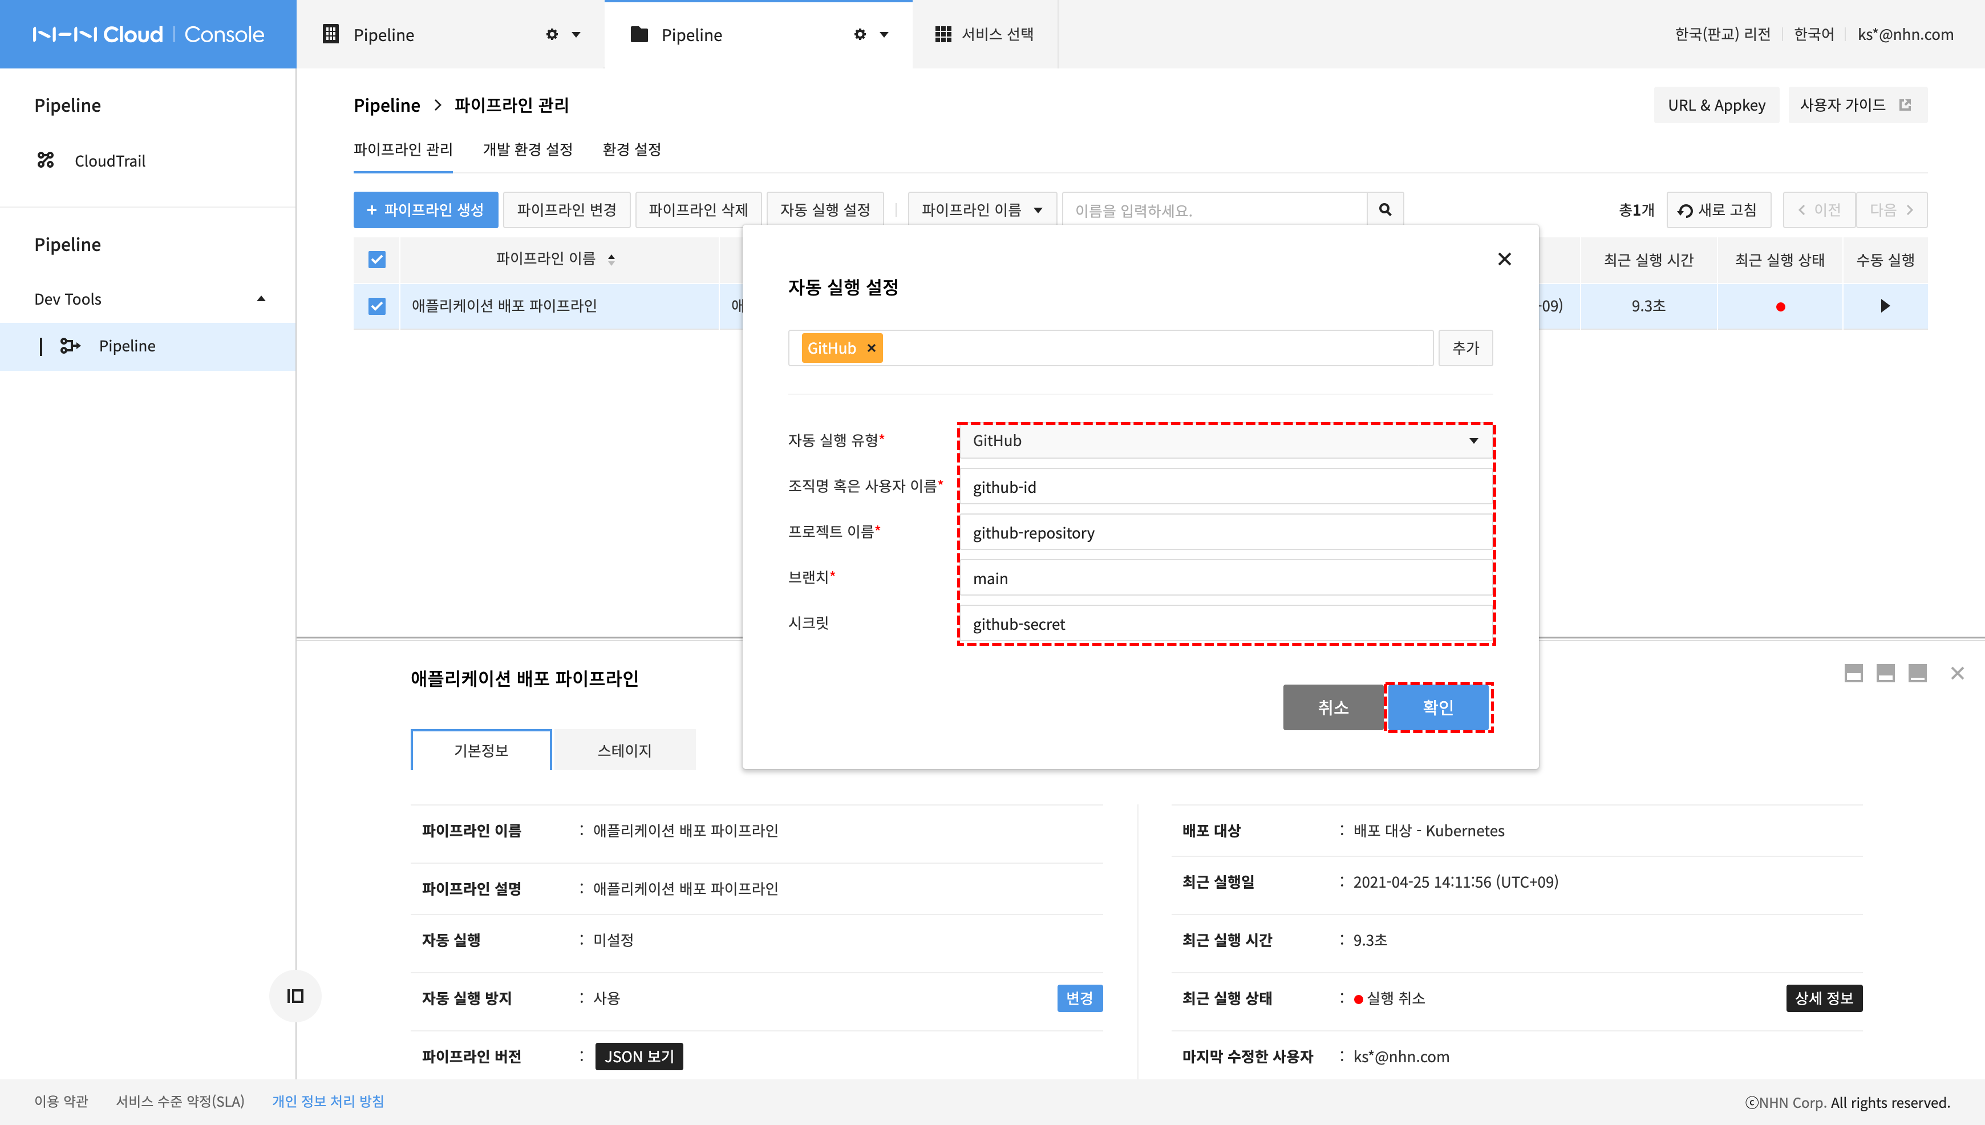 NHN Cloud | Console
Pipeline
Pipeline
서비스 선택
한국(판교) 리전
한국어
ks*@nhn.com
Pipeline
CloudTrail
Pipeline
Dev Tools
Pipeline
Pipeline > 파이프라인 관리
URL & Appkey
사용자 가이드
파이프라인 관리
개발 환경 설정
환경 설정
+ 파이프라인 생성
파이프라인 변경
파이프라인 삭제
자동 실행 설정
파이프라인 이름
이름을 입력하세요.
총1개
새로 고침
< 이전
다음 >
파이프라인 이름
최근 실행 시간
최근 실행 상태
수동 실행
애플리케이션 배포 파이프라인
애
-09)
9.3초
자동 실행 설정
GitHub ×
추가
자동 실행 유형*
GitHub
조직명 혹은 사용자 이름*
github-id
프로젝트 이름*
github-repository
브랜치*
main
시크릿
github-secret
취소
확인
애플리케이션 배포 파이프라인
기본정보
스테이지
파이프라인 이름 : 애플리케이션 배포 파이프라인
파이프라인 설명 : 애플리케이션 배포 파이프라인
자동 실행 : 미설정
자동 실행 방지 : 사용
변경
파이프라인 버전 : JSON 보기
배포 대상 : 배포 대상 - Kubernetes
최근 실행일 : 2021-04-25 14:11:56 (UTC+09)
최근 실행 시간 : 9.3초
최근 실행 상태 : 실행 취소
상세 정보
마지막 수정한 사용자 : ks*@nhn.com
이용 약관
서비스 수준 약정(SLA)
개인 정보 처리 방침
ⓒNHN Corp. All rights reserved.